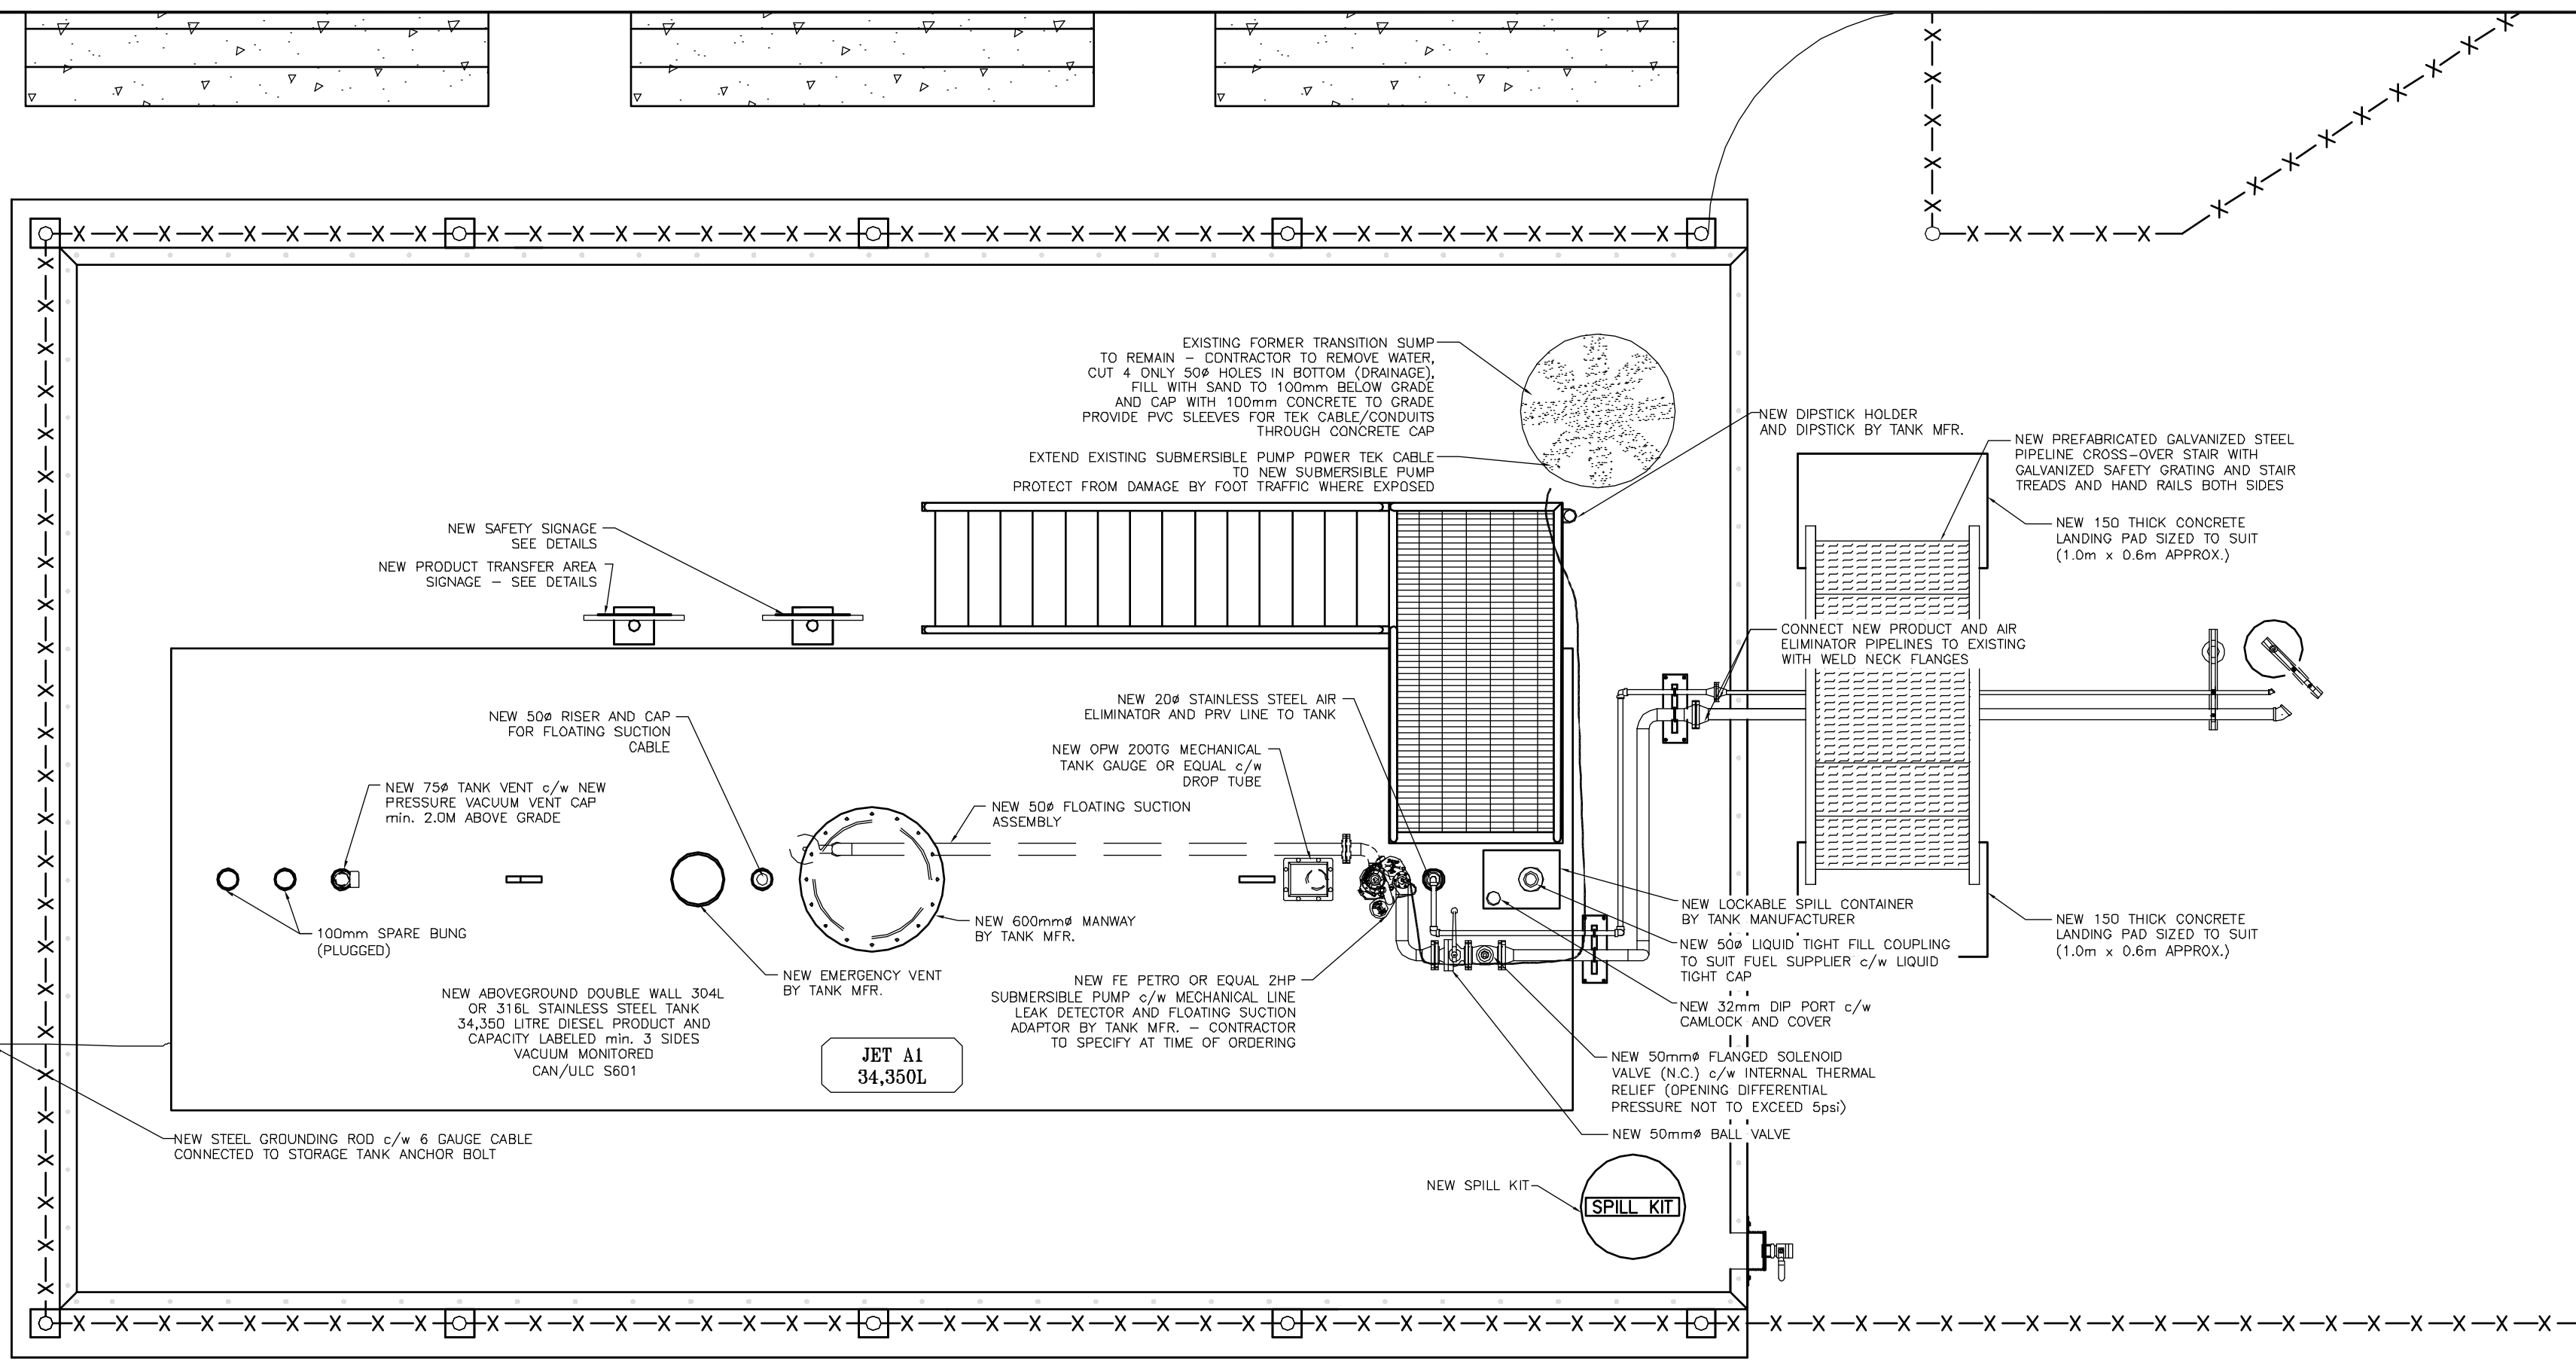 EXISTING FORMER TRANSITION SUMP
TO REMAIN – CONTRACTOR TO REMOVE WATER,
CUT 4 ONLY 50ø HOLES IN BOTTOM (DRAINAGE),
FILL WITH SAND TO 100mm BELOW GRADE
AND CAP WITH 100mm CONCRETE TO GRADE
PROVIDE PVC SLEEVES FOR TEK CABLE/CONDUITS
THROUGH CONCRETE CAP
EXTEND EXISTING SUBMERSIBLE PUMP POWER TEK CABLE
TO NEW SUBMERSIBLE PUMP
PROTECT FROM DAMAGE BY FOOT TRAFFIC WHERE EXPOSED
NEW DIPSTICK HOLDER
AND DIPSTICK BY TANK MFR.
NEW PREFABRICATED GALVANIZED STEEL
PIPELINE CROSS-OVER STAIR WITH
GALVANIZED SAFETY GRATING AND STAIR
TREADS AND HAND RAILS BOTH SIDES
NEW 150 THICK CONCRETE
LANDING PAD SIZED TO SUIT
(1.0m x 0.6m APPROX.)
NEW SAFETY SIGNAGE
SEE DETAILS
NEW PRODUCT TRANSFER AREA
SIGNAGE – SEE DETAILS
CONNECT NEW PRODUCT AND AIR
ELIMINATOR PIPELINES TO EXISTING
WITH WELD NECK FLANGES
NEW 20ø STAINLESS STEEL AIR
ELIMINATOR AND PRV LINE TO TANK
NEW 50ø RISER AND CAP
FOR FLOATING SUCTION
CABLE
NEW OPW 200TG MECHANICAL
TANK GAUGE OR EQUAL c/w
DROP TUBE
NEW 75ø TANK VENT c/w NEW
PRESSURE VACUUM VENT CAP
min. 2.0M ABOVE GRADE
NEW 50ø FLOATING SUCTION
ASSEMBLY
100mm SPARE BUNG
(PLUGGED)
NEW 600mmø MANWAY
BY TANK MFR.
NEW LOCKABLE SPILL CONTAINER
BY TANK MANUFACTURER
NEW 150 THICK CONCRETE
LANDING PAD SIZED TO SUIT
(1.0m x 0.6m APPROX.)
NEW 50ø LIQUID TIGHT FILL COUPLING
TO SUIT FUEL SUPPLIER c/w LIQUID
TIGHT CAP
NEW EMERGENCY VENT
BY TANK MFR.
NEW FE PETRO OR EQUAL 2HP
SUBMERSIBLE PUMP c/w MECHANICAL LINE
LEAK DETECTOR AND FLOATING SUCTION
ADAPTOR BY TANK MFR. – CONTRACTOR
TO SPECIFY AT TIME OF ORDERING
NEW ABOVEGROUND DOUBLE WALL 304L
OR 316L STAINLESS STEEL TANK
34,350 LITRE DIESEL PRODUCT AND
CAPACITY LABELED min. 3 SIDES
VACUUM MONITORED
CAN/ULC S601
NEW 32mm DIP PORT c/w
CAMLOCK AND COVER
JET A1
34,350L
NEW 50mmø FLANGED SOLENOID
VALVE (N.C.) c/w INTERNAL THERMAL
RELIEF (OPENING DIFFERENTIAL
PRESSURE NOT TO EXCEED 5psi)
NEW 50mmø BALL VALVE
NEW STEEL GROUNDING ROD c/w 6 GAUGE CABLE
CONNECTED TO STORAGE TANK ANCHOR BOLT
NEW SPILL KIT
SPILL KIT